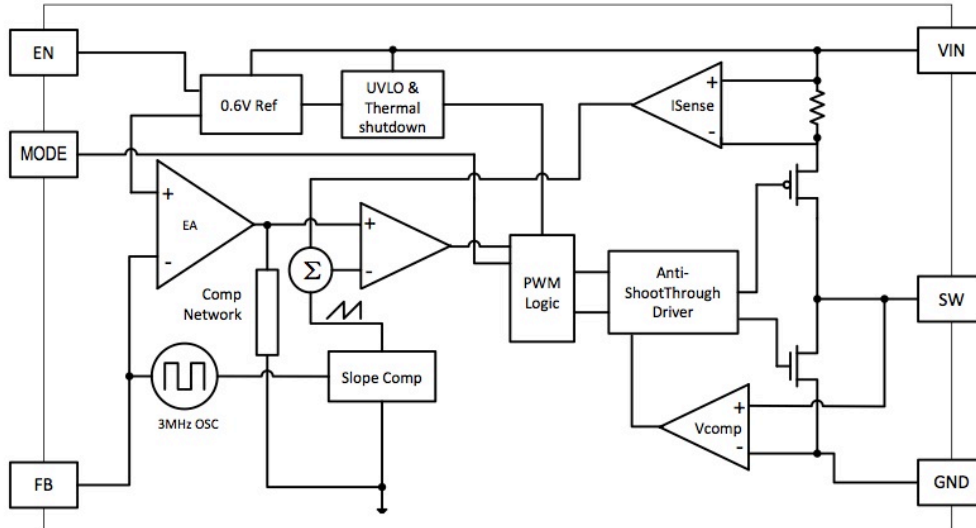 EN
VIN
0.6V Ref
UVLO &
Thermal
shutdown
+
ISense
-
MODE
+
EA
-
+
-
Σ
Comp
Network
PWM
Logic
Anti-
ShootThrough
Driver
SW
Slope Comp
3MHz OSC
+
Vcomp
-
FB
GND